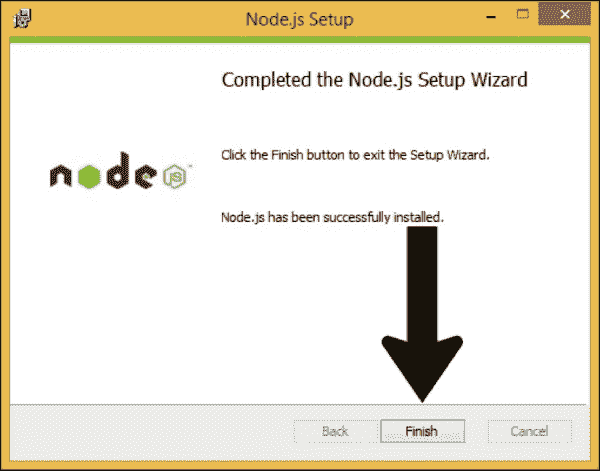 Node.js Setup
Completed the Node.js Setup Wizard
Click the Finish button to exit the Setup Wizard.
node JS
Node.js has been successfully installed.
Back Finish Cancel